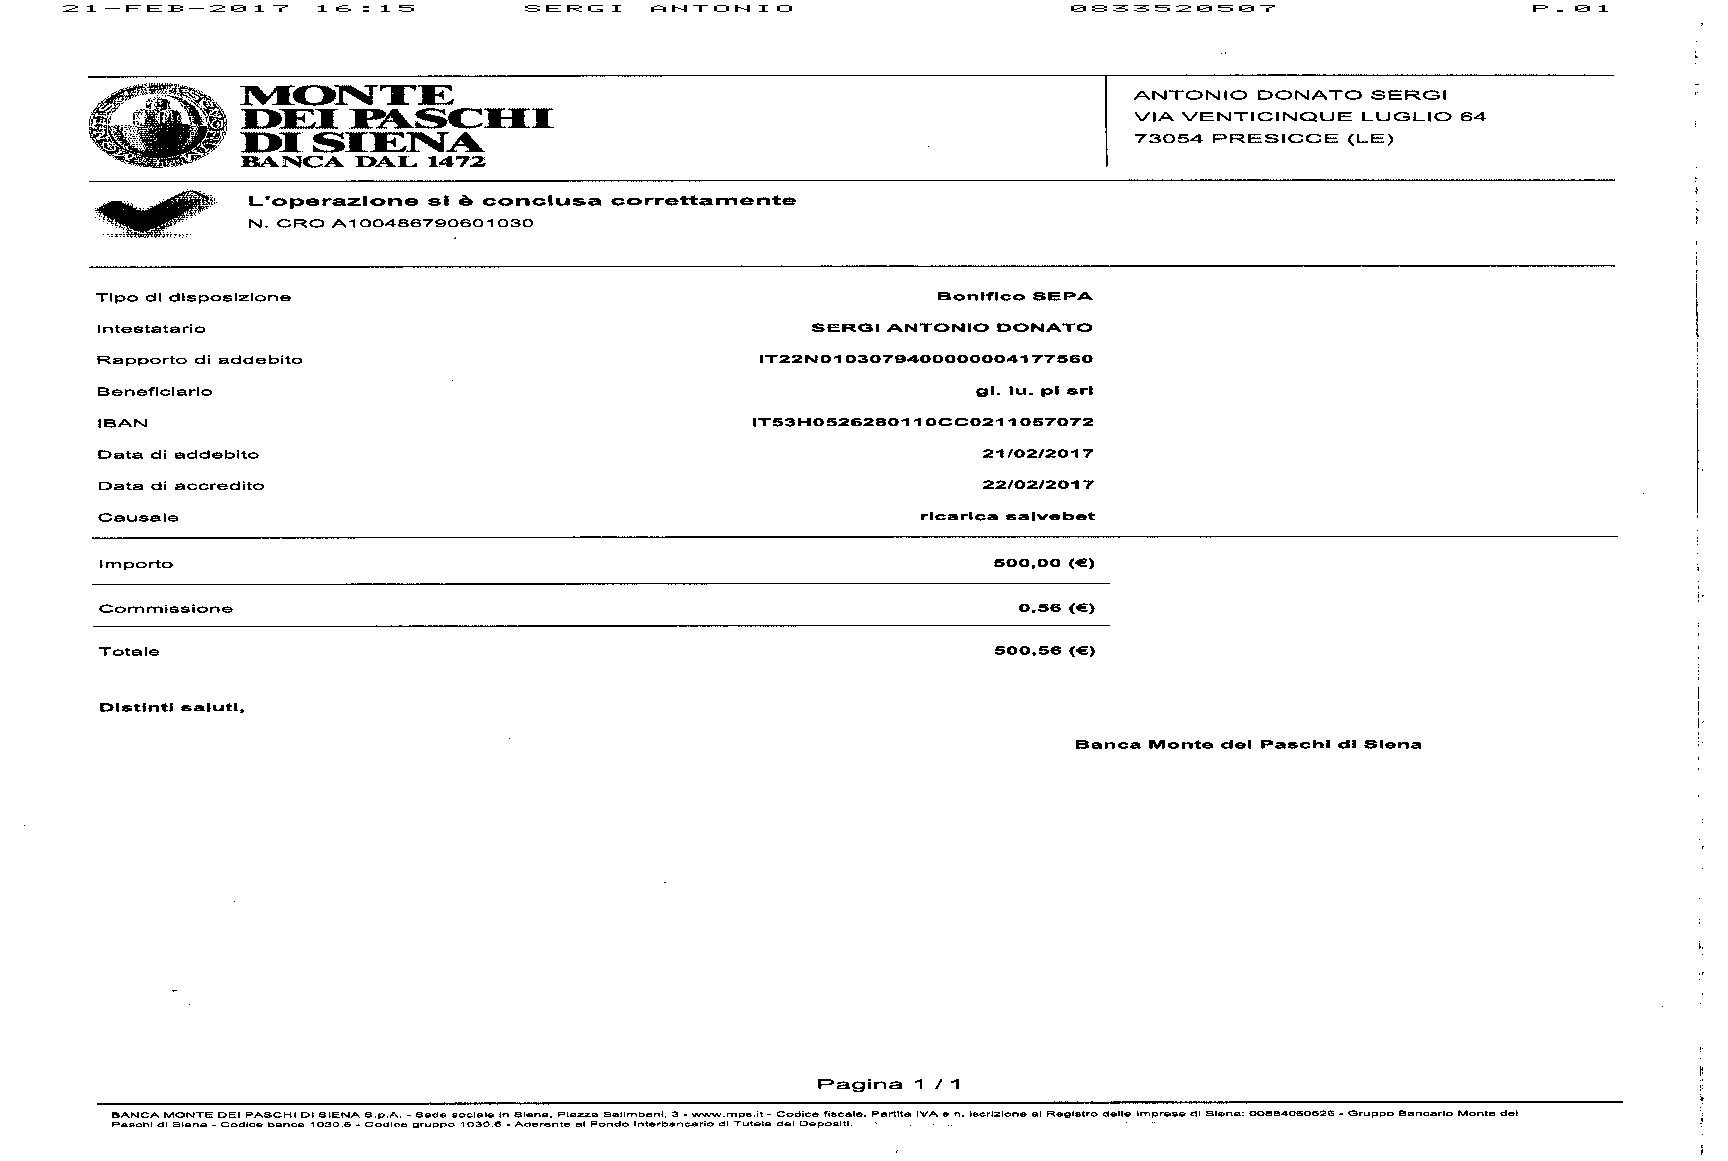 21-FEB-2017 16:15 SERGI ANTONIO 0833520507 P.01
MONTE
DEI PASCHI
DI SIENA
BANCA DAL 1472
ANTONIO DONATO SERGI
VIA VENTICINQUE LUGLIO 64
73054 PRESICCE (LE)
L'operazione si è conclusa correttamente
N. CRO A100486790601030
Tipo di disposizione Bonifico SEPA
Intestatario SERGI ANTONIO DONATO
Rapporto di addebito IT22N0103079400000004177560
Beneficiario gi. lu. pi srl
IBAN IT53H0526280110CC0211057072
Data di addebito 21/02/2017
Data di accredito 22/02/2017
Causale ricarica salvebet
Importo 500,00 (€)
Commissione 0,56 (€)
Totale 500,56 (€)
Distinti saluti,
Banca Monte dei Paschi di Siena
Pagina 1 / 1
BANCA MONTE DEI PASCHI DI SIENA S.p.A. - Sede sociale in Siena, Piazza Salimbeni, 3 - www.mps.it - Codice fiscale, Partita IVA e n. iscrizione al Registro delle Imprese di Siena: 00884060526 - Gruppo Bancario Monte dei
Paschi di Siena - Codice banca 1030.6 - Codice gruppo 1030.6 - Aderente al Fondo Interbancario di Tutela dei Depositi.